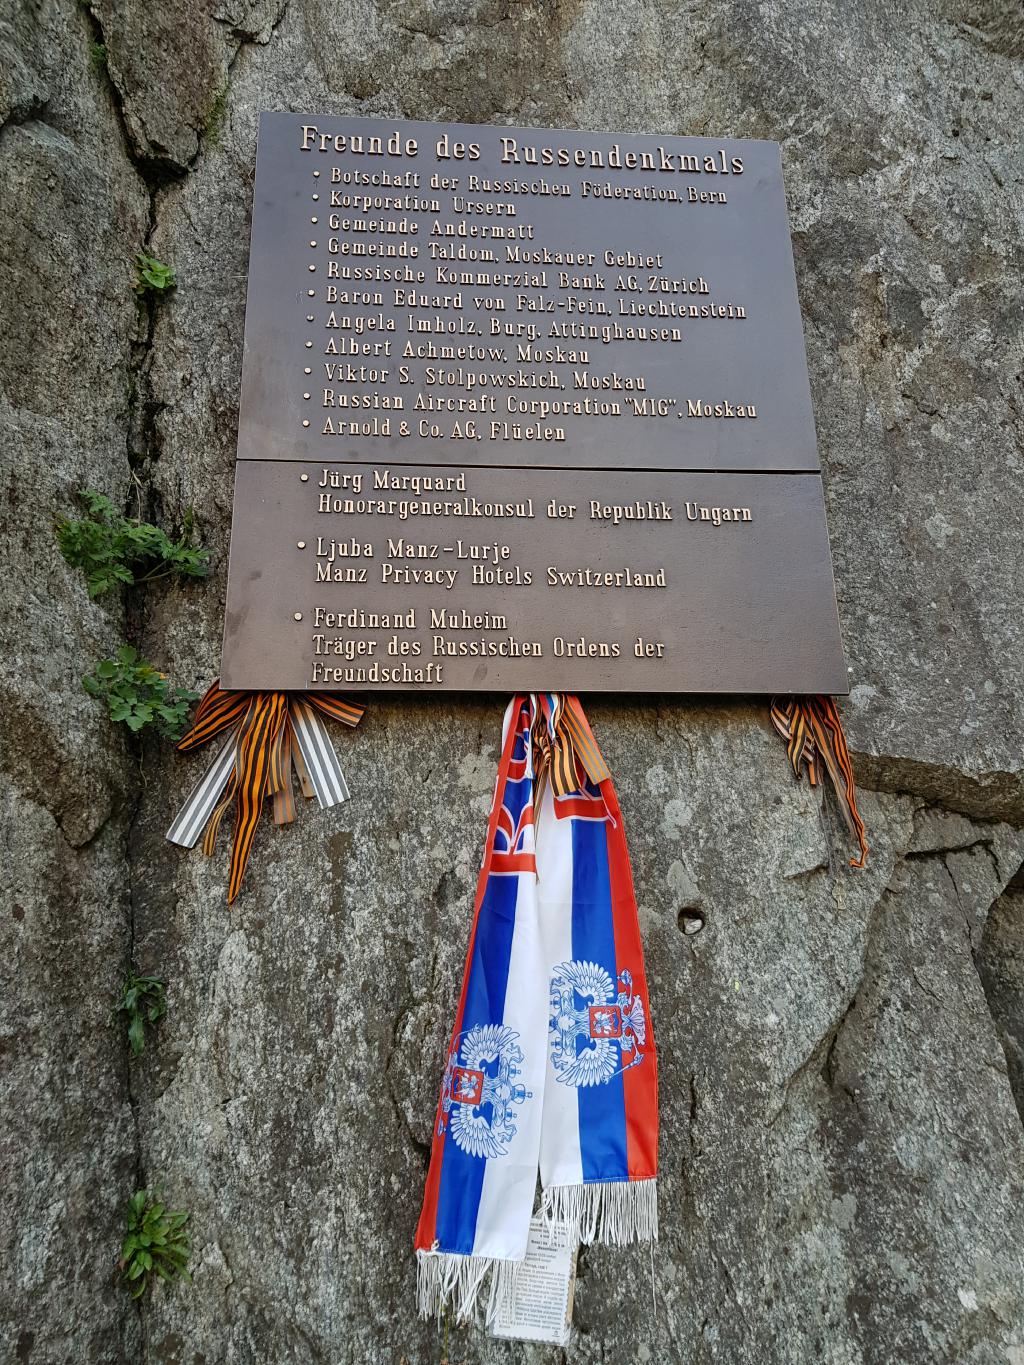 Freunde des Russendenkmals
• Botschaft der Russischen Föderation, Bern
• Korporation Ursern
• Gemeinde Andermatt
• Gemeinde Taldom, Moskauer Gebiet
• Russische Kommerzial Bank AG, Zürich
• Baron Eduard von Falz-Fein, Liechtenstein
• Angela Imholz, Burg, Attinghausen
• Albert Achmetow, Moskau
• Viktor S. Stolpowskich, Moskau
• Russian Aircraft Corporation "MIG", Moskau
• Arnold & Co. AG, Flüelen
• Jürg Marquard
Honorargeneralkonsul der Republik Ungarn
• Ljuba Manz-Lurje
Manz Privacy Hotels Switzerland
• Ferdinand Muheim
Träger des Russischen Ordens der
Freundschaft